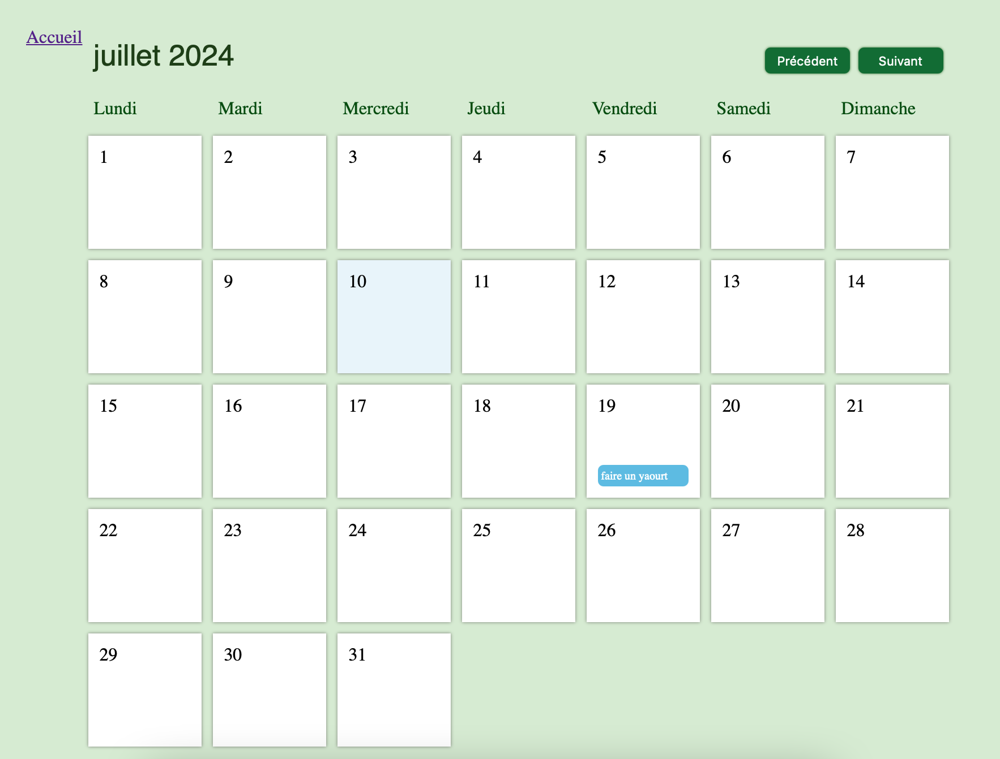 Accueil
juillet 2024
Précédent Suivant
Lundi Mardi Mercredi Jeudi Vendredi Samedi Dimanche
1 2 3 4 5 6 7
8 9 10 11 12 13 14
15 16 17 18 19 20 21
faire un yaourt
22 23 24 25 26 27 28
29 30 31